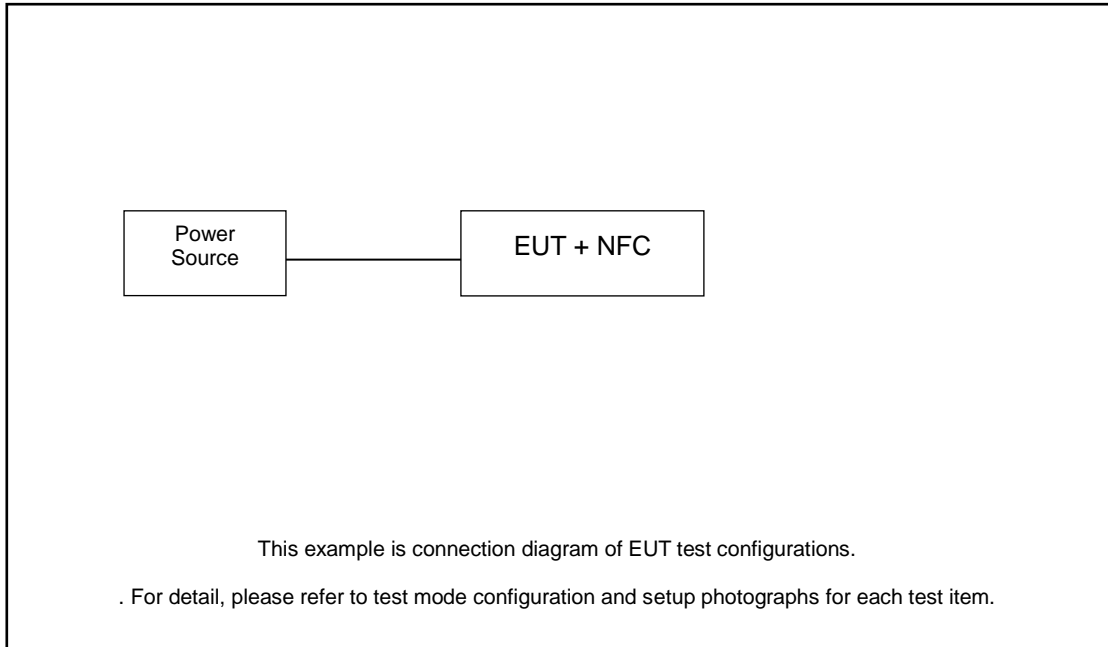 Power
Source
EUT + NFC
This example is connection diagram of EUT test configurations.
. For detail, please refer to test mode configuration and setup photographs for each test item.